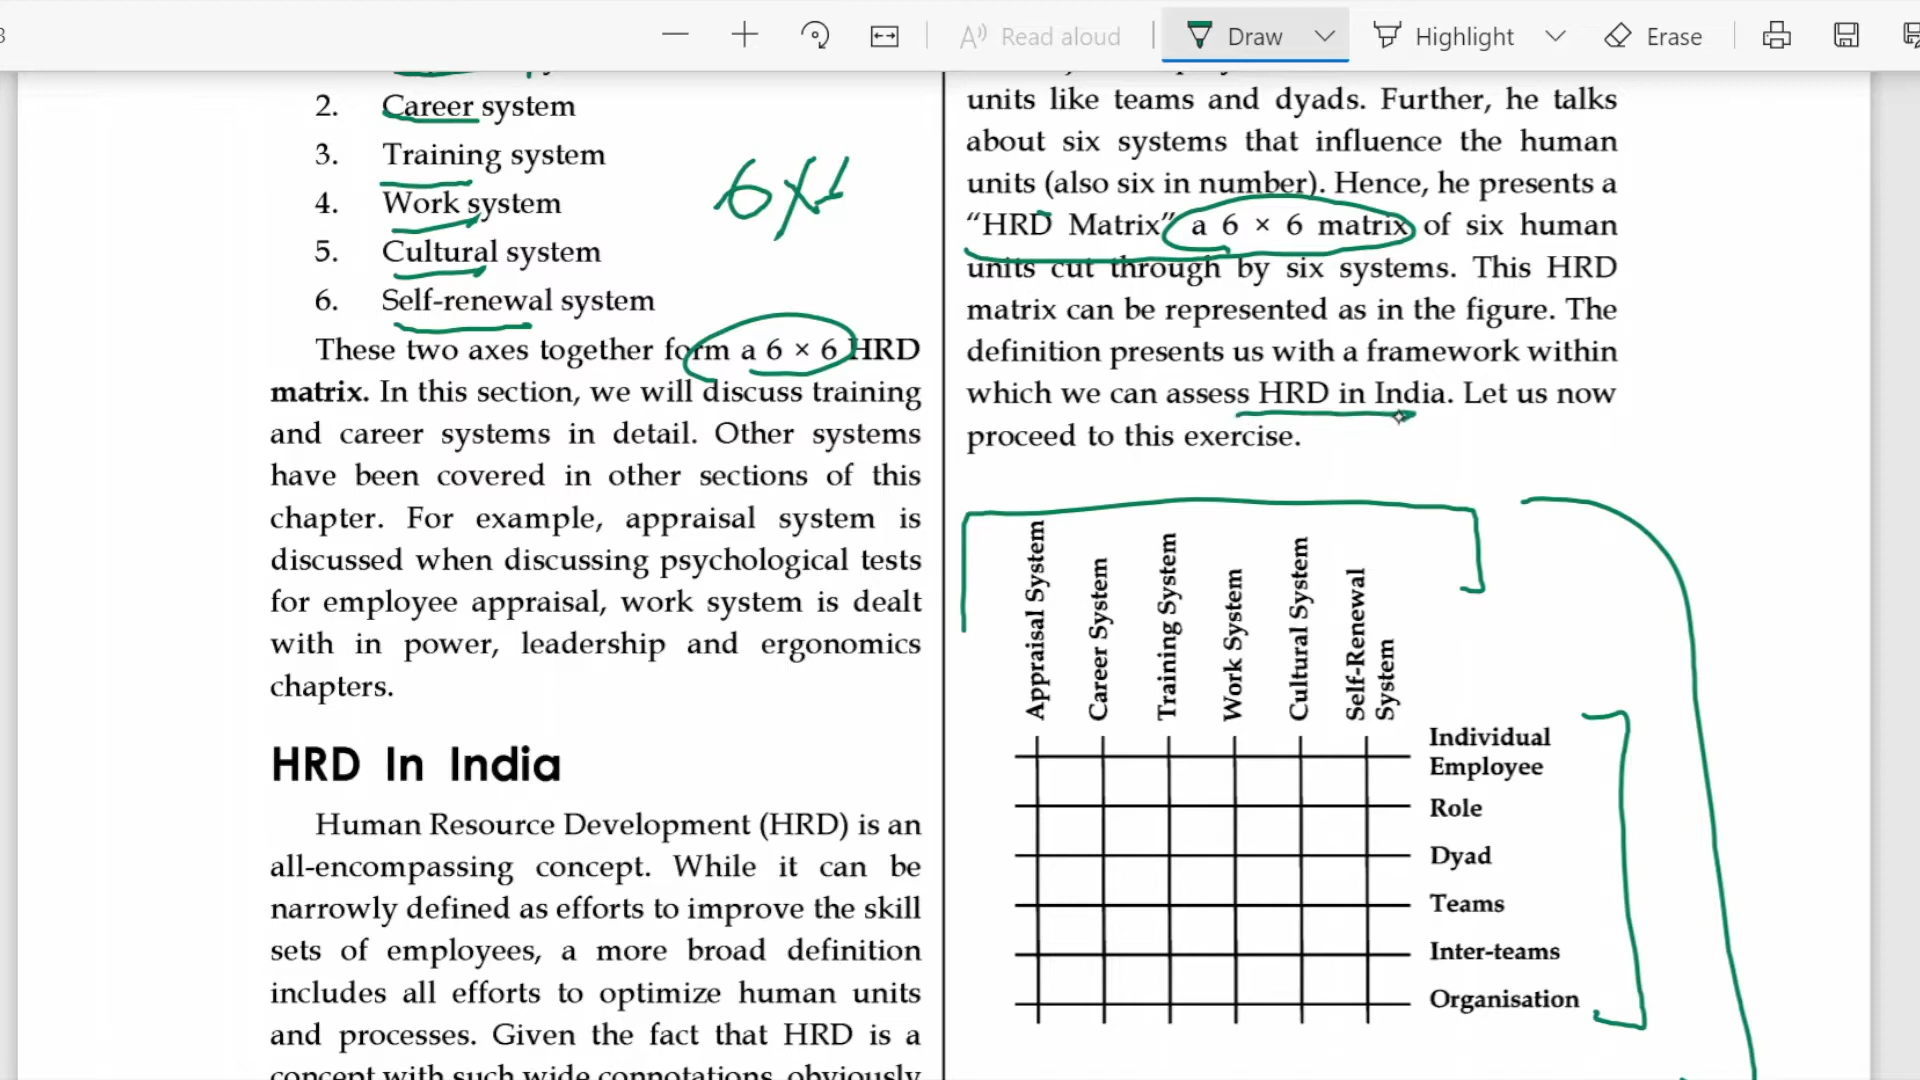 3
Read aloud
Draw
Highlight
Erase
2. Career system
3. Training system
4. Work system
5. Cultural system
6. Self-renewal system
These two axes together form a 6 × 6 HRD
matrix. In this section, we will discuss training
and career systems in detail. Other systems
have been covered in other sections of this
chapter. For example, appraisal system is
discussed when discussing psychological tests
for employee appraisal, work system is dealt
with in power, leadership and ergonomics
chapters.
HRD In India
Human Resource Development (HRD) is an
all-encompassing concept. While it can be
narrowly defined as efforts to improve the skill
sets of employees, a more broad definition
includes all efforts to optimize human units
and processes. Given the fact that HRD is a
concept with such wide connotations, obviously
units like teams and dyads. Further, he talks
about six systems that influence the human
units (also six in number). Hence, he presents a
“HRD Matrix” a 6 × 6 matrix of six human
units cut through by six systems. This HRD
matrix can be represented as in the figure. The
definition presents us with a framework within
which we can assess HRD in India. Let us now
proceed to this exercise.
Appraisal System
Career System
Training System
Work System
Cultural System
Self-Renewal
System
Individual
Employee
Role
Dyad
Teams
Inter-teams
Organisation